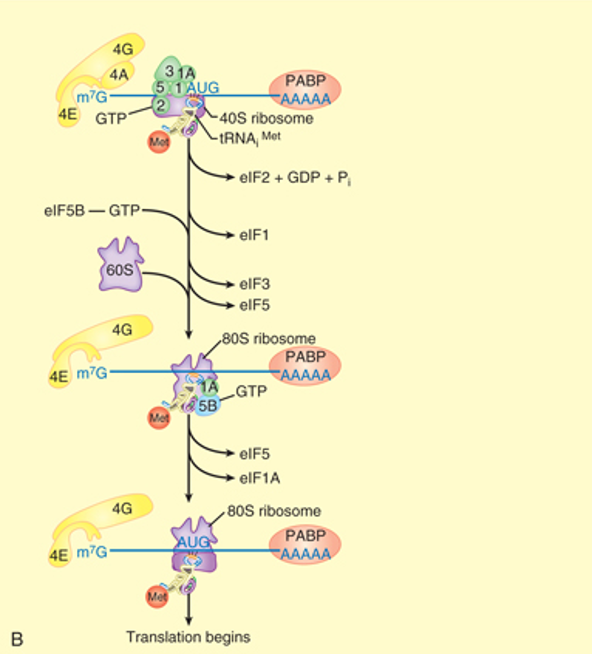 4G
4A
3 1A
5 1 AUG
PABP
m⁷G
AAAAA
4E
2
GTP
40S ribosome
tRNAᵢ Met
Met
eIF2 + GDP + Pᵢ
eIF5B — GTP
eIF1
60S
eIF3
eIF5
4G
80S ribosome
PABP
4E m⁷G
AAAAA
1A
GTP
5B
Met
eIF5
eIF1A
4G
80S ribosome
PABP
AUG
4E m⁷G
AAAAA
Met
B
Translation begins